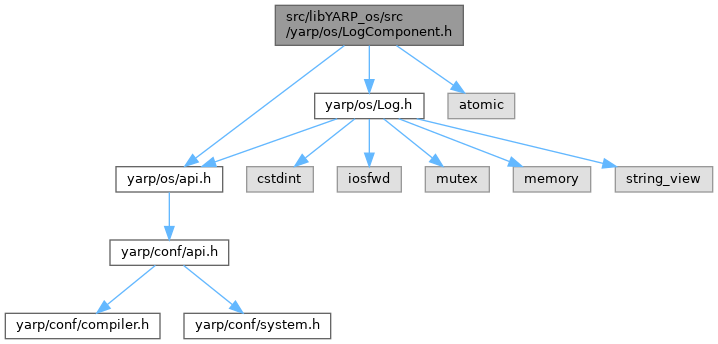 src/libYARP_os/src
/yarp/os/LogComponent.h
yarp/os/Log.h
atomic
yarp/os/api.h
cstdint
iosfwd
mutex
memory
string_view
yarp/conf/api.h
yarp/conf/compiler.h
yarp/conf/system.h